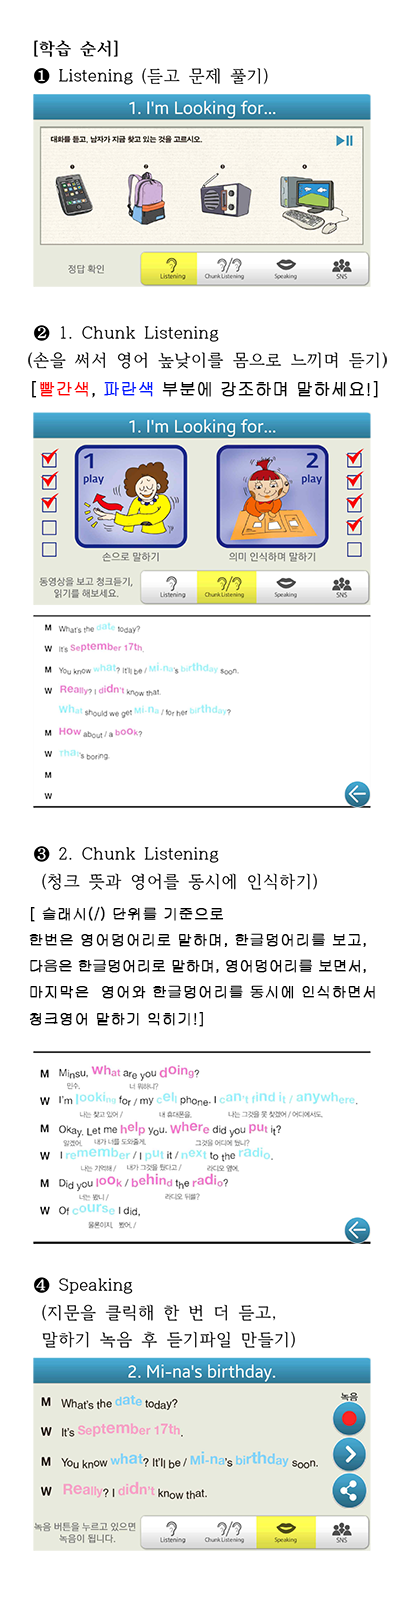 [학습 순서]
❶ Listening (듣고 문제 풀기)
1. I'm Looking for...
대화를 듣고, 남자가 지금 찾고 있는 것을 고르시오.
정답 확인
Listening
Chunk Listening
Speaking
SNS
❷ 1. Chunk Listening
(손을 써서 영어 높낮이를 몸으로 느끼며 듣기)
[빨간색, 파란색 부분에 강조하며 말하세요!]
1. I'm Looking for...
1 play
2 play
손으로 말하기
의미 인식하며 말하기
동영상을 보고 청크듣기,
읽기를 해보세요.
Listening
Chunk Listening
Speaking
SNS
M What's the date today?
W It's September 17th.
M You know what? It'll be / Mi-na's birthday soon.
W Really? I didn't know that.
What should we get Mi-na / for her birthday?
M How about / a book?
W That's boring.
M
W
❸ 2. Chunk Listening
(청크 뜻과 영어를 동시에 인식하기)
[ 슬래시(/) 단위를 기준으로
한번은 영어덩어리로 말하며, 한글덩어리를 보고,
다음은 한글덩어리로 말하며, 영어덩어리를 보면서,
마지막은 영어와 한글덩어리를 동시에 인식하면서
청크영어 말하기 익히기!]
M Minsu, what are you doing?
민수, 너 뭐하니?
W I'm looking for / my cell phone. I can't find it / anywhere.
나는 찾고 있어 / 내 휴대폰을, 나는 그것을 못 찾겠어 / 어디에서도.
M Okay. Let me help you. Where did you put it?
알겠어. 내가 너를 도와줄게. 그것을 어디에 뒀니?
W I remember / I put it / next to the radio.
나는 기억해 / 내가 그것을 뒀다고 / 라디오 옆에.
M Did you look / behind the radio?
너는 봤니 / 라디오 뒤를?
W Of course I did.
물론이지, 봤어, /
❹ Speaking
(지문을 클릭해 한 번 더 듣고,
말하기 녹음 후 듣기파일 만들기)
2. Mi-na's birthday.
녹음
M What's the date today?
W It's September 17th.
M You know what? It'll be / Mi-na's birthday soon.
W Really? I didn't know that.
녹음 버튼을 누르고 있으면
녹음이 됩니다.
Listening
Chunk Listening
Speaking
SNS